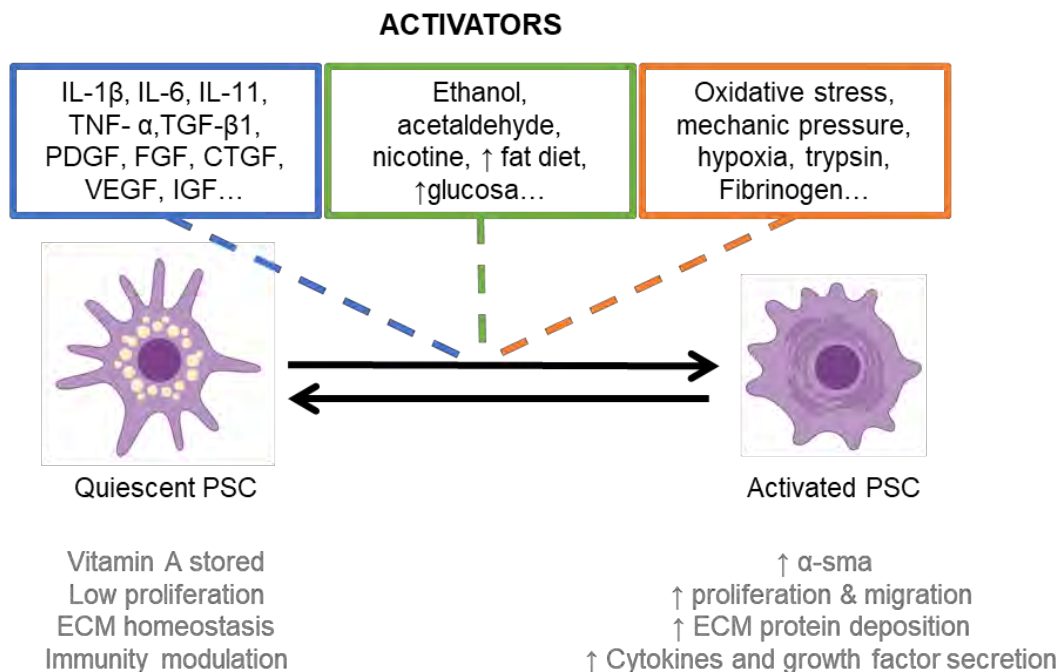 ACTIVATORS
IL-1β, IL-6, IL-11,
TNF- α,TGF-β1,
PDGF, FGF, CTGF,
VEGF, IGF…
Ethanol,
acetaldehyde,
nicotine, ↑ fat diet,
↑glucosa…
Oxidative stress,
mechanic pressure,
hypoxia, trypsin,
Fibrinogen…
Quiescent PSC
Activated PSC
Vitamin A stored
Low proliferation
ECM homeostasis
Immunity modulation
↑ α-sma
↑ proliferation & migration
↑ ECM protein deposition
↑ Cytokines and growth factor secretion